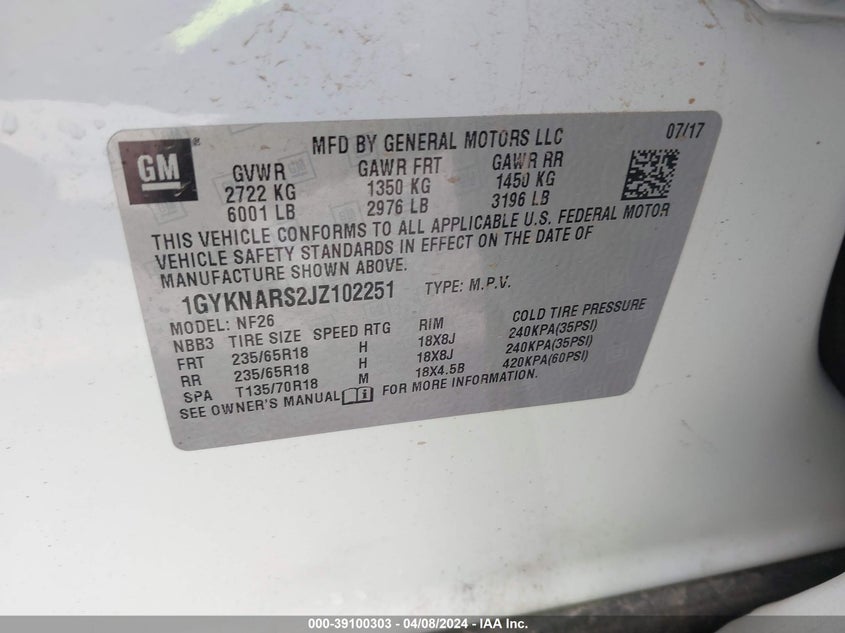 GM
MFD BY GENERAL MOTORS LLC 07/17
GVWR GAWR FRT GAWR RR
2722 KG 1350 KG 1450 KG
6001 LB 2976 LB 3196 LB
THIS VEHICLE CONFORMS TO ALL APPLICABLE U.S. FEDERAL MOTOR
VEHICLE SAFETY STANDARDS IN EFFECT ON THE DATE OF
MANUFACTURE SHOWN ABOVE.
1GYKNARS2JZ102251 TYPE: M.P.V.
MODEL: NF26
NBB3 TIRE SIZE SPEED RTG RIM COLD TIRE PRESSURE
FRT 235/65R18 H 18X8J 240KPA(35PSI)
RR 235/65R18 H 18X8J 240KPA(35PSI)
SPA T135/70R18 M 18X4.5B 420KPA(60PSI)
SEE OWNER'S MANUAL FOR MORE INFORMATION.
000-39100303 - 04/08/2024 - IAA Inc.